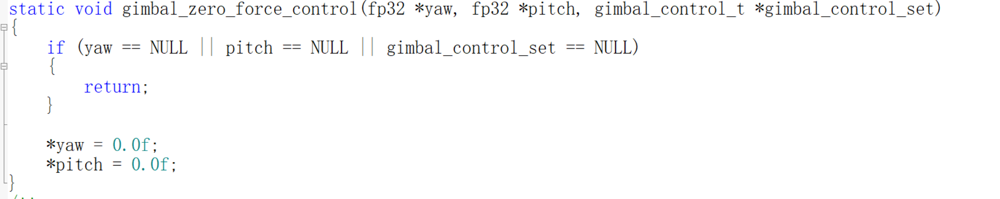 static void gimbal_zero_force_control(fp32 *yaw, fp32 *pitch, gimbal_control_t *gimbal_control_set)
{
    if (yaw == NULL || pitch == NULL || gimbal_control_set == NULL)
    {
        return;
    }
    *yaw = 0.0f;
    *pitch = 0.0f;
}